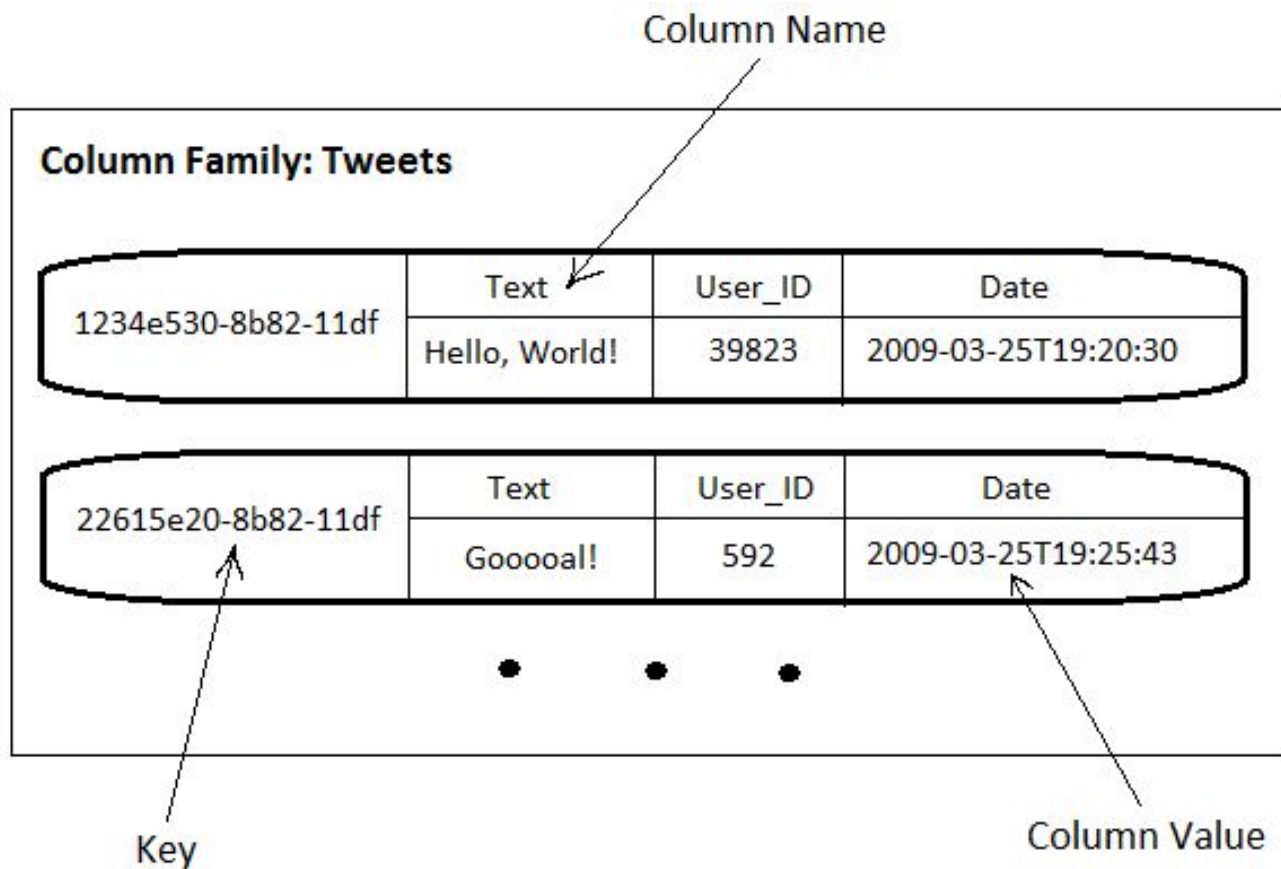 Column Name
Column Family: Tweets
Text User_ID Date
1234e530-8b82-11df
Hello, World! 39823 2009-03-25T19:20:30
Text User_ID Date
22615e20-8b82-11df
Gooooal! 592 2009-03-25T19:25:43
Key
Column Value